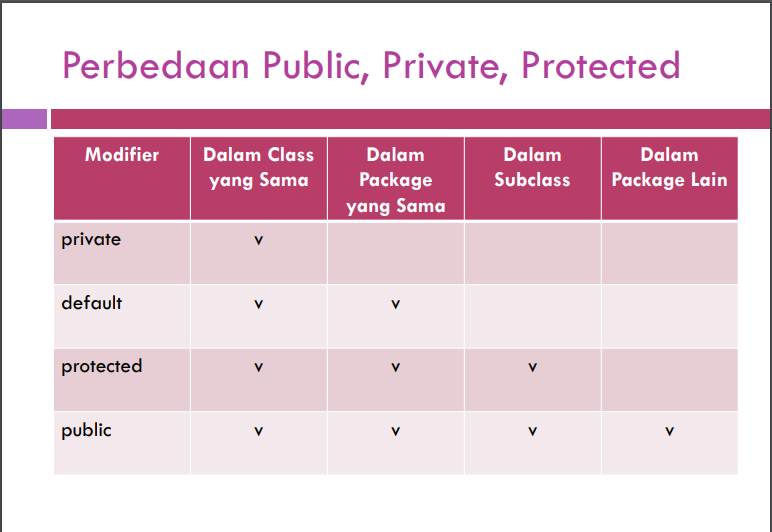 Perbedaan Public, Private, Protected
Modifier
Dalam Class
yang Sama
Dalam
Package
yang Sama
Dalam
Subclass
Dalam
Package Lain
private
v
default
v
v
protected
v
v
v
public
v
v
v
v